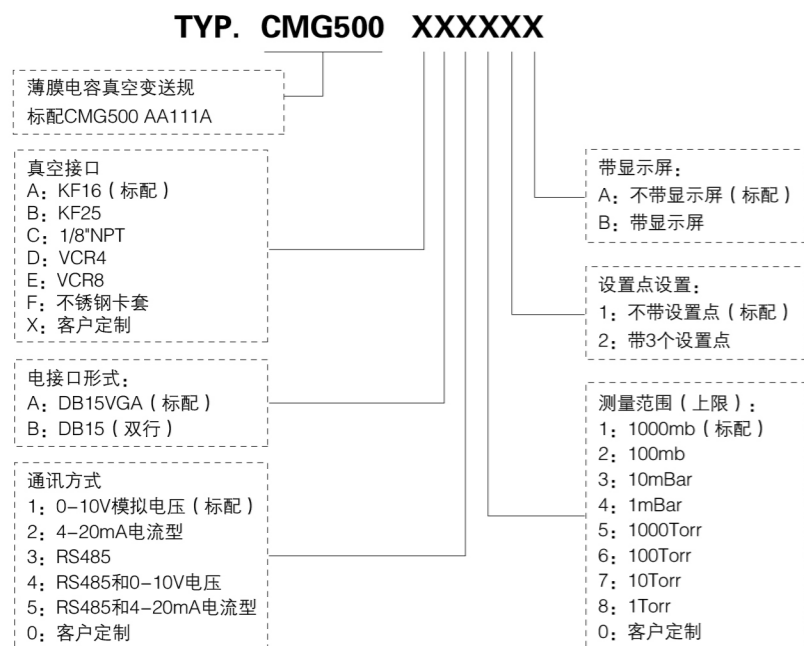 TYP. CMG500 XXXXXX
薄膜电容真空变送规
标配CMG500 AA111A
真空接口
A：KF16（标配）
B：KF25
C：1/8"NPT
D：VCR4
E：VCR8
F：不锈钢卡套
X：客户定制
电接口形式：
A：DB15VGA（标配）
B：DB15（双行）
通讯方式
1：0-10V模拟电压（标配）
2：4-20mA电流型
3：RS485
4：RS485和0-10V电压
5：RS485和4-20mA电流型
0：客户定制
带显示屏：
A：不带显示屏（标配）
B：带显示屏
设置点设置：
1：不带设置点（标配）
2：带3个设置点
测量范围（上限）：
1：1000mb（标配）
2：100mb
3：10mBar
4：1mBar
5：1000Torr
6：100Torr
7：10Torr
8：1Torr
0：客户定制